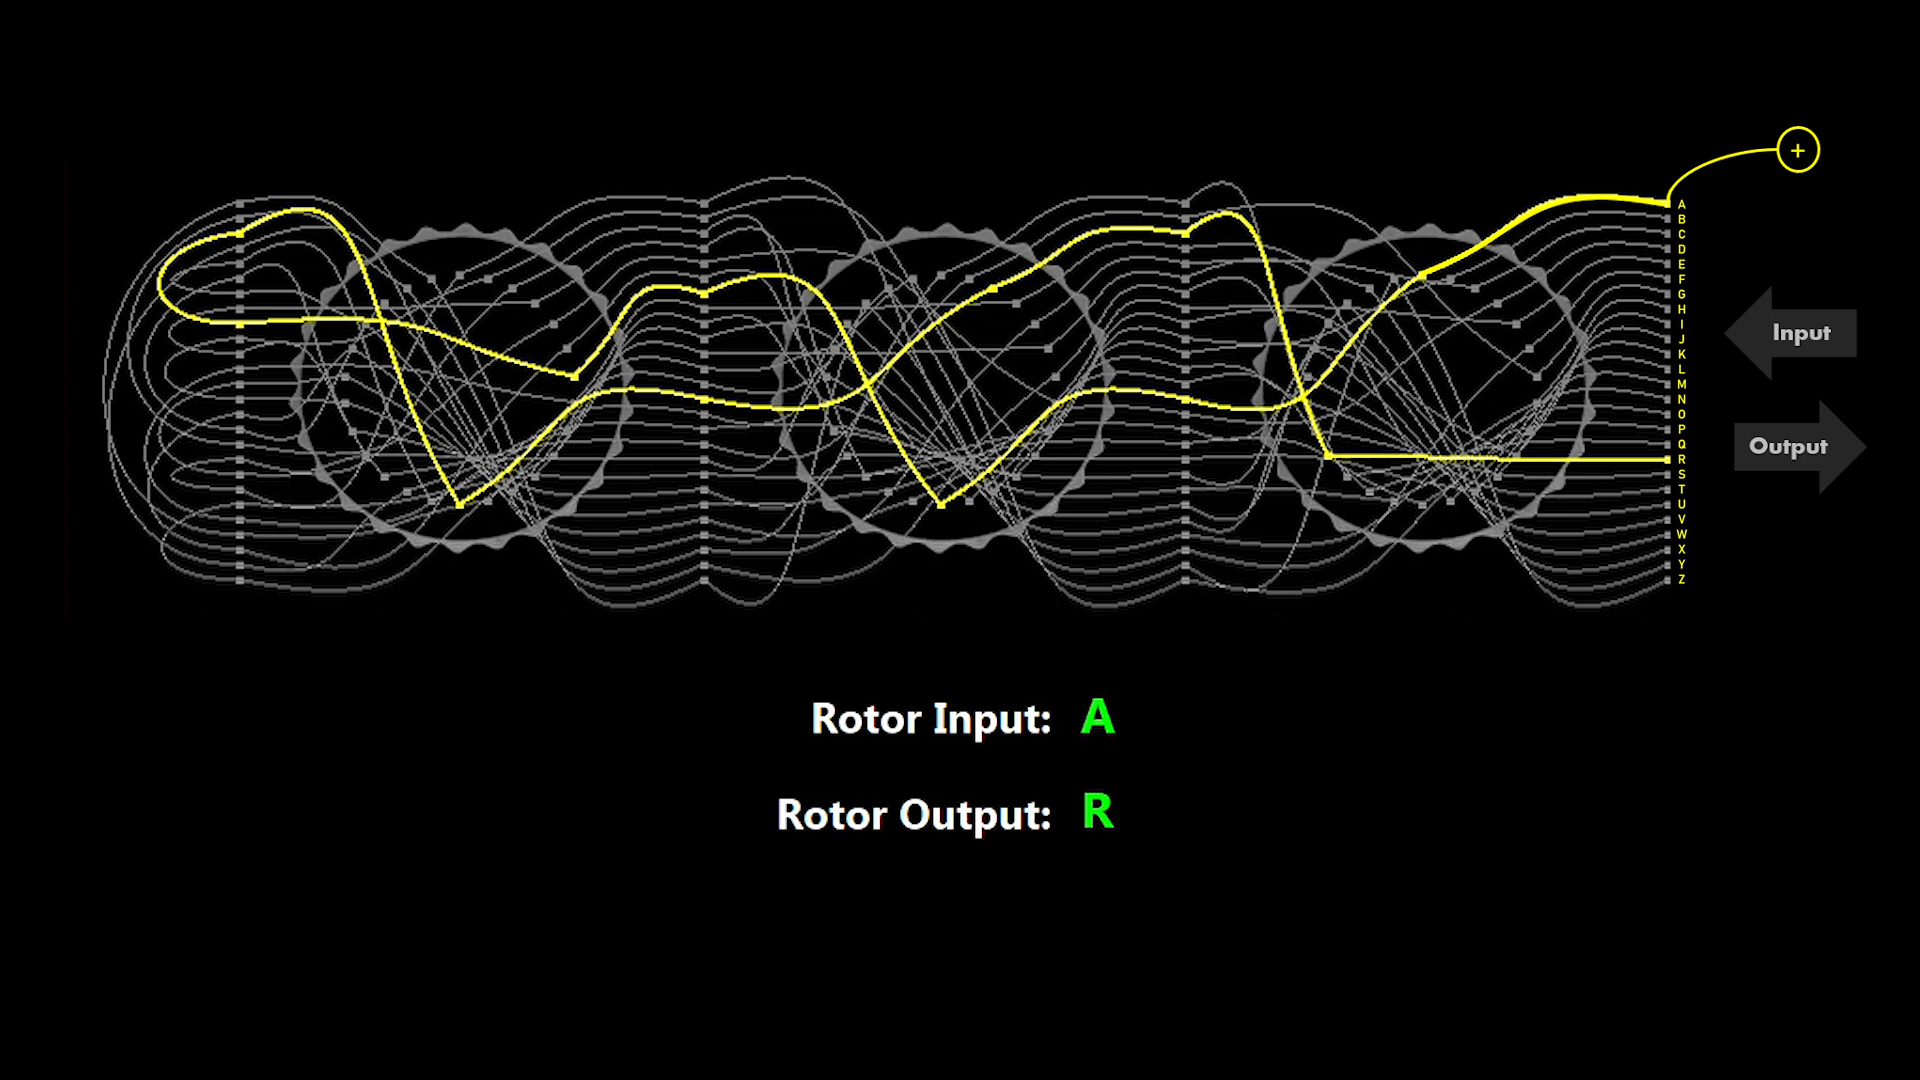 +
A
B
C
D
E
F
G
H
I
J
K
L
M
N
O
P
Q
R
S
T
U
V
W
X
Y
Z
Input
Output
Rotor Input: A
Rotor Output: R